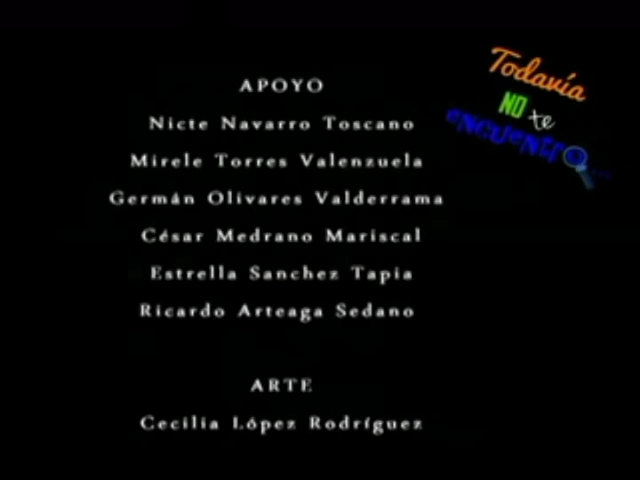 APOYO
Nicte Navarro Toscano
Mirele Torres Valenzuela
Germán Olivares Valderrama
César Medrano Mariscal
Estrella Sanchez Tapia
Ricardo Arteaga Sedano
ARTE
Cecilia López Rodríguez
Todavía
NO te
encuentro